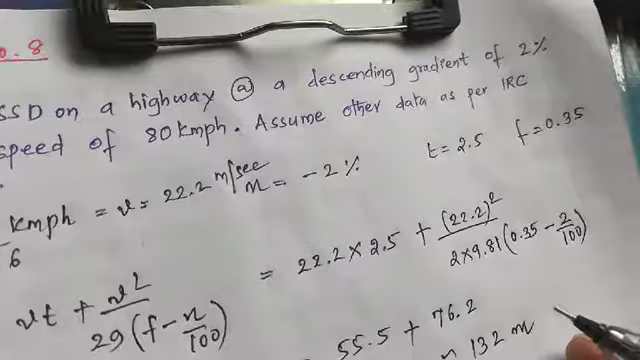 o. 8
SSD on a highway @ a descending gradient of 2%
speed of 80 kmph. Assume other data as per IRC
kmph = v = 22.2 m/sec n = -2% t = 2.5 f = 0.35
6
vt + v²/2g(f - n/100) = 22.2 × 2.5 + (22.2)²/2×9.81(0.35 - 2/100)
55.5 + 76.2
132 m